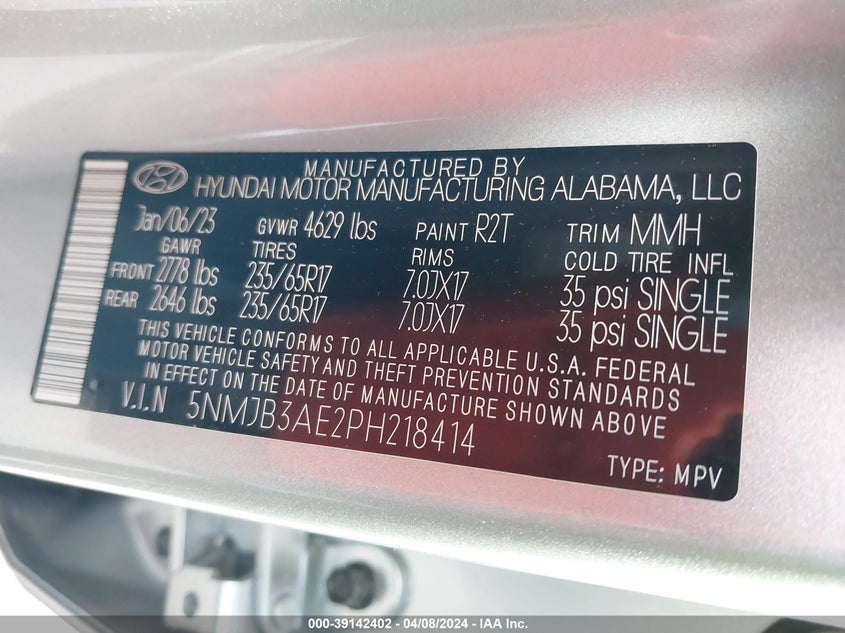 MANUFACTURED BY
HYUNDAI MOTOR MANUFACTURING ALABAMA, LLC
Jan/06/23 GVWR 4629 lbs PAINT R2T TRIM MMH
GAWR TIRES RIMS COLD TIRE INFL
FRONT 2778 lbs 235/65R17 7.0JX17 35 psi SINGLE
REAR 2646 lbs 235/65R17 7.0JX17 35 psi SINGLE
THIS VEHICLE CONFORMS TO ALL APPLICABLE U.S.A. FEDERAL
MOTOR VEHICLE SAFETY AND THEFT PREVENTION STANDARDS
IN EFFECT ON THE DATE OF MANUFACTURE SHOWN ABOVE
V.I.N 5NMJB3AE2PH218414
TYPE: MPV
000-39142402 - 04/08/2024 - IAA Inc.